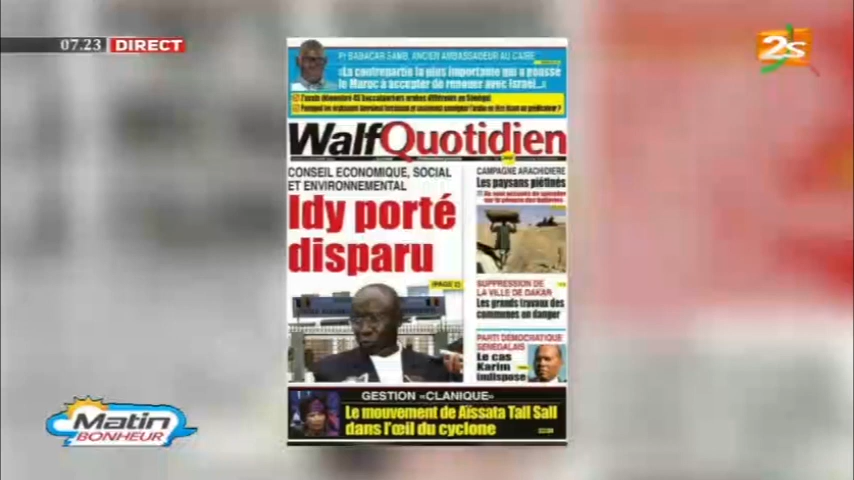 07.23 DIRECT
2s
Pr BABACAR SAMB, ANCIEN AMBASSADEUR AU CAIRE
«La contrepartie la plus importante qui a poussé
le Maroc à accepter de renouer avec Israël...»
WalfQuotidien
CONSEIL ECONOMIQUE, SOCIAL
ET ENVIRONNEMENTAL
Idy porté
disparu
(PAGE 2)
CAMPAGNE ARACHIDIERE
Les paysans piétinés
SUPPRESSION DE
LA VILLE DE DAKAR
Les grands travaux des
communes en danger
PARTI DEMOCRATIQUE
SENEGALAIS
Le cas
Karim
indispose
GESTION «CLANIQUE»
Le mouvement de Aïssata Tall Sall
dans l'œil du cyclone
Matin
BONHEUR